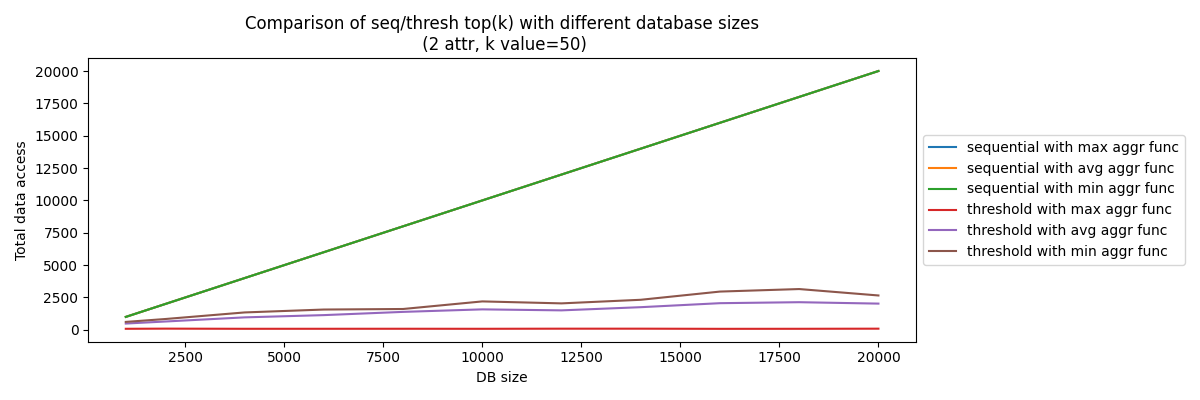 Comparison of seq/thresh top(k) with different database sizes
(2 attr, k value=50)
Total data access
20000
17500
15000
12500
10000
7500
5000
2500
0
2500
5000
7500
10000
12500
15000
17500
20000
DB size
sequential with max aggr func
sequential with avg aggr func
sequential with min aggr func
threshold with max aggr func
threshold with avg aggr func
threshold with min aggr func